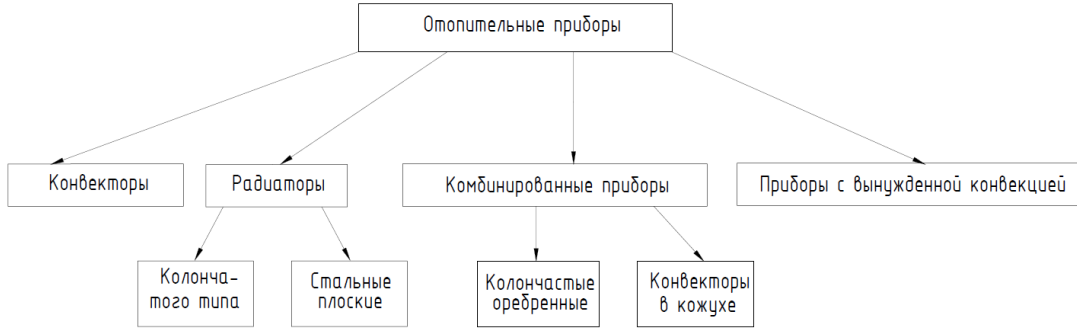 Отопительные приборы
Конвекторы
Радиаторы
Комбинированные приборы
Приборы с вынужденной конвекцией
Колонча-
того типа
Стальные
плоские
Колончастые
оребренные
Конвекторы
в кожухе